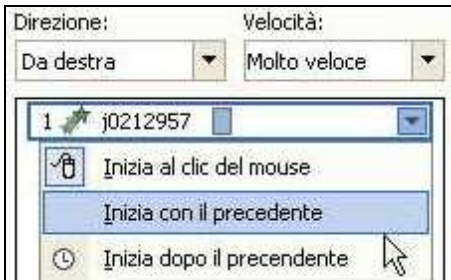 Direzione: Velocità:
Da destra Molto veloce
1 j0212957
Inizia al clic del mouse
Inizia con il precedente
Inizia dopo il precendente